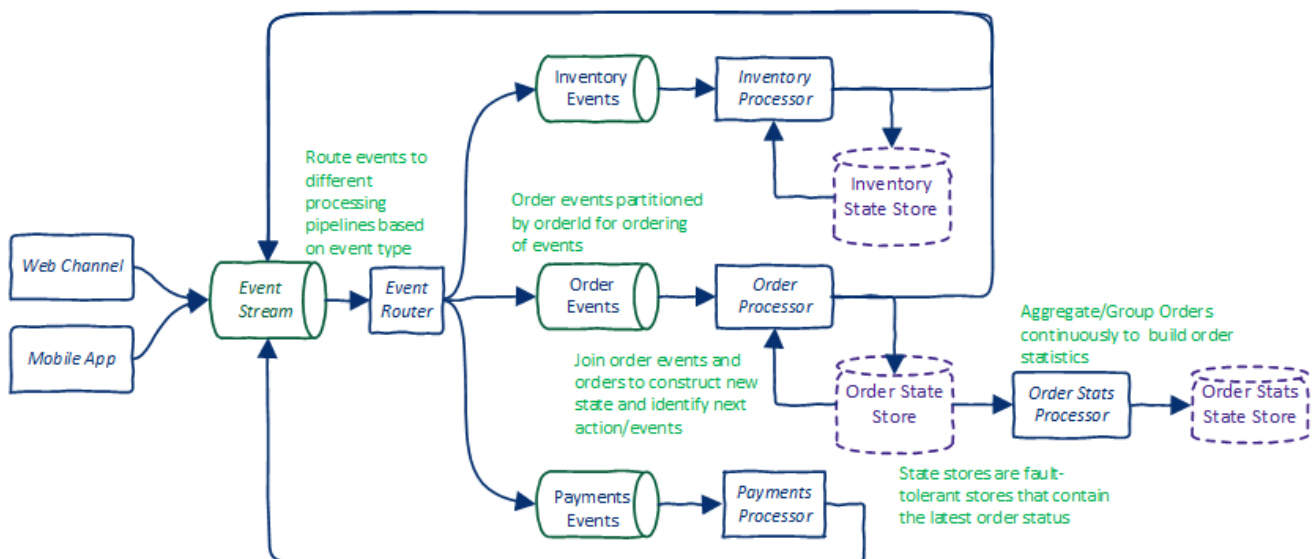 Inventory
Events
Inventory
Processor
Route events to
different
processing
pipelines based
on event type
Order events partitioned
by orderId for ordering
of events
Inventory
State Store
Web Channel
Mobile App
Event
Stream
Event
Router
Order
Events
Order
Processor
Aggregate/Group Orders
continuously to build order
statistics
Join order events and
orders to construct new
state and identify next
action/events
Order State
Store
Order Stats
Processor
Order Stats
State Store
State stores are fault-
tolerant stores that contain
the latest order status
Payments
Events
Payments
Processor